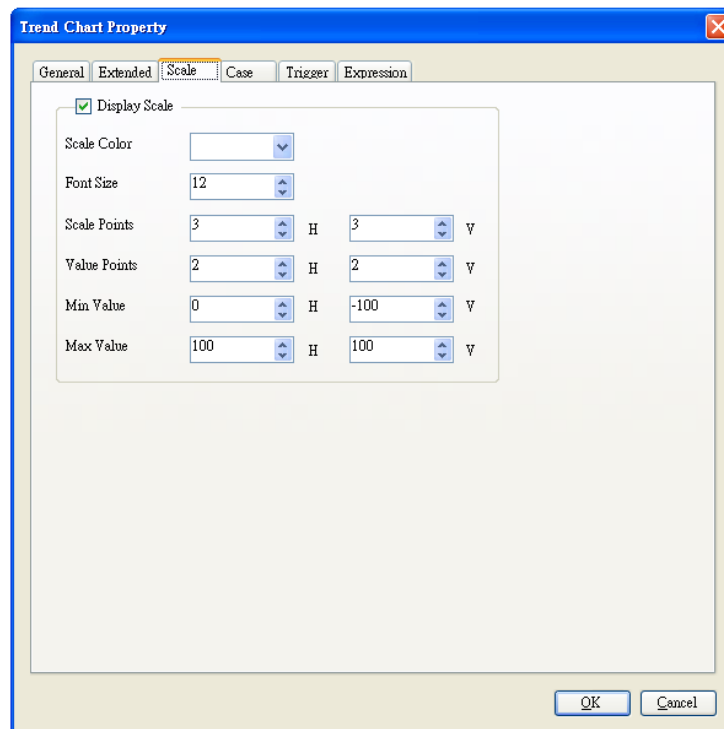 Trend Chart Property
General Extended Scale Case Trigger Expression
Display Scale
Scale Color
Font Size 12
Scale Points 3 H 3 V
Value Points 2 H 2 V
Min Value 0 H -100 V
Max Value 100 H 100 V
OK Cancel